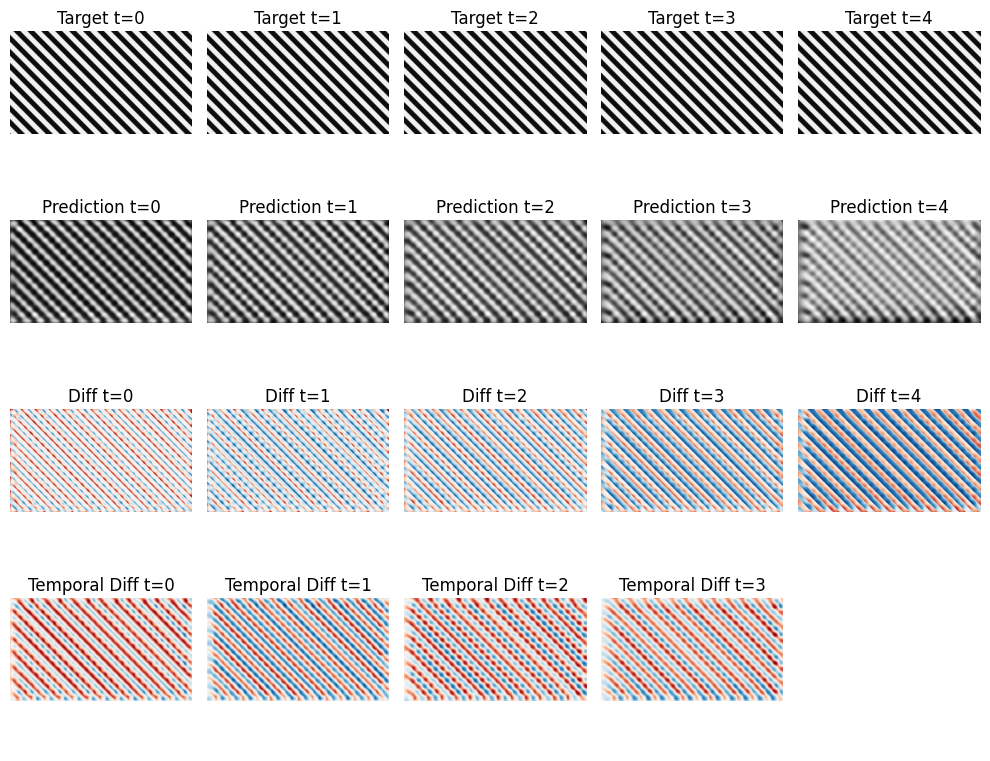 Target t=0
Target t=1
Target t=2
Target t=3
Target t=4
Prediction t=0
Prediction t=1
Prediction t=2
Prediction t=3
Prediction t=4
Diff t=0
Diff t=1
Diff t=2
Diff t=3
Diff t=4
Temporal Diff t=0
Temporal Diff t=1
Temporal Diff t=2
Temporal Diff t=3